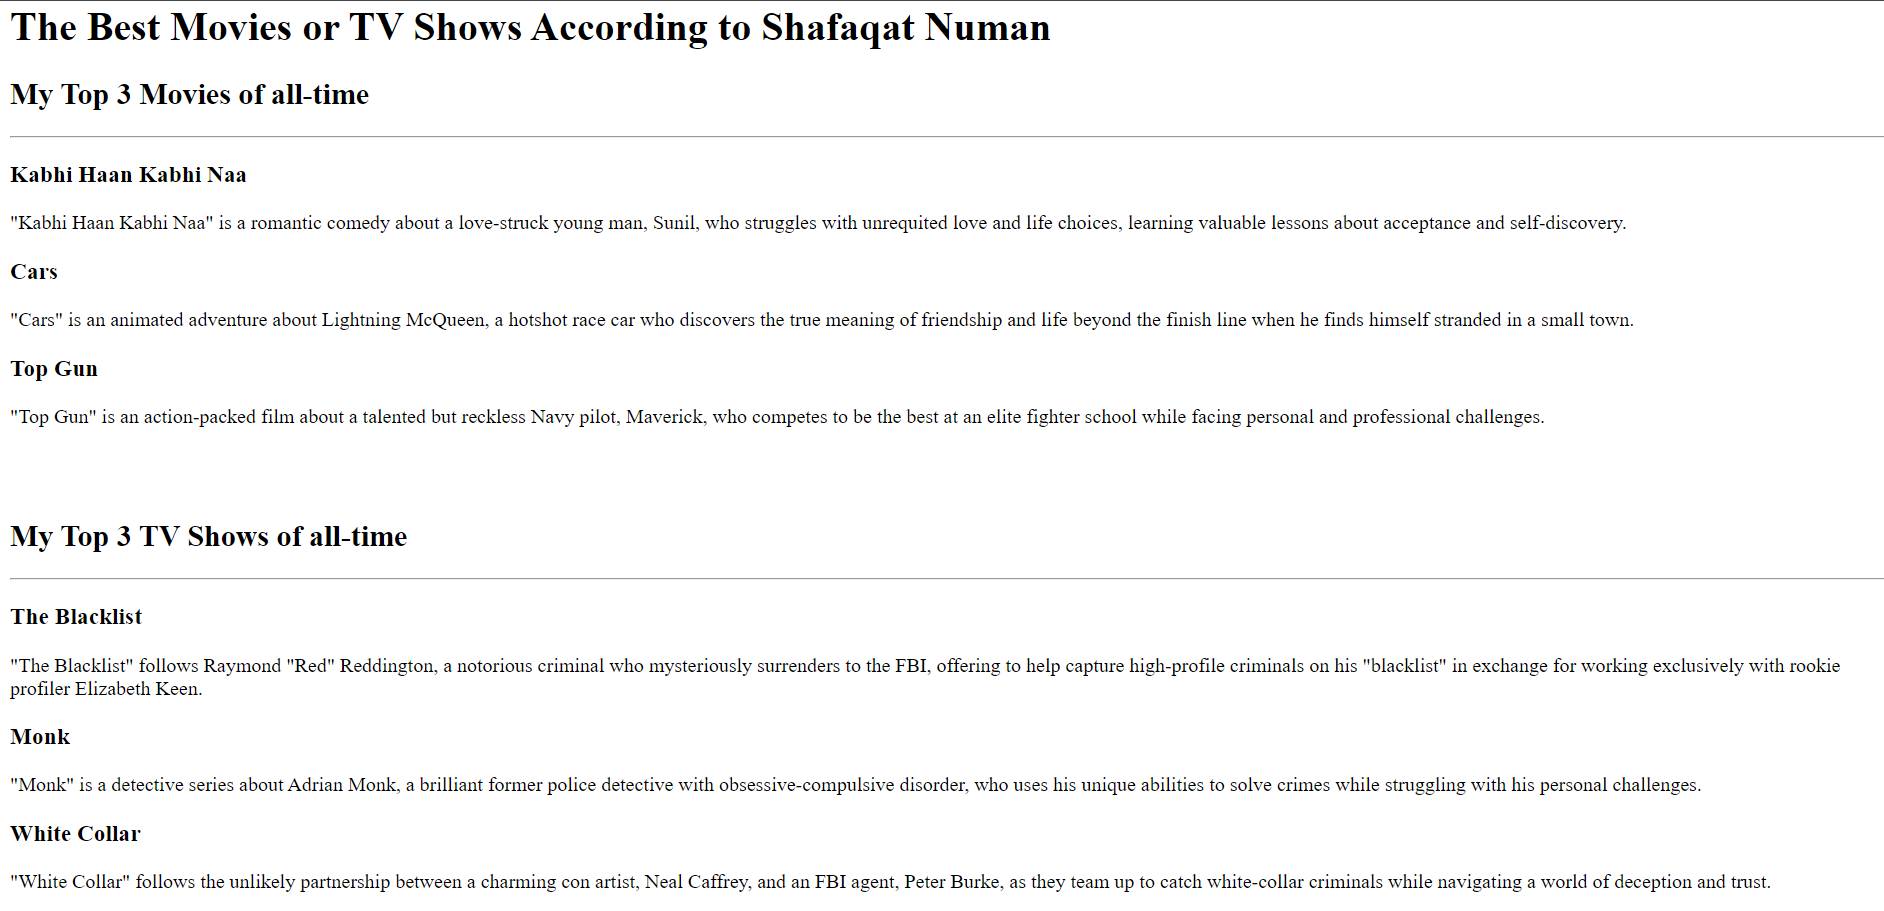 The Best Movies or TV Shows According to Shafaqat Numan
My Top 3 Movies of all-time
Kabhi Haan Kabhi Naa
"Kabhi Haan Kabhi Naa" is a romantic comedy about a love-struck young man, Sunil, who struggles with unrequited love and life choices, learning valuable lessons about acceptance and self-discovery.
Cars
"Cars" is an animated adventure about Lightning McQueen, a hotshot race car who discovers the true meaning of friendship and life beyond the finish line when he finds himself stranded in a small town.
Top Gun
"Top Gun" is an action-packed film about a talented but reckless Navy pilot, Maverick, who competes to be the best at an elite fighter school while facing personal and professional challenges.
My Top 3 TV Shows of all-time
The Blacklist
"The Blacklist" follows Raymond "Red" Reddington, a notorious criminal who mysteriously surrenders to the FBI, offering to help capture high-profile criminals on his "blacklist" in exchange for working exclusively with rookie
profiler Elizabeth Keen.
Monk
"Monk" is a detective series about Adrian Monk, a brilliant former police detective with obsessive-compulsive disorder, who uses his unique abilities to solve crimes while struggling with his personal challenges.
White Collar
"White Collar" follows the unlikely partnership between a charming con artist, Neal Caffrey, and an FBI agent, Peter Burke, as they team up to catch white-collar criminals while navigating a world of deception and trust.